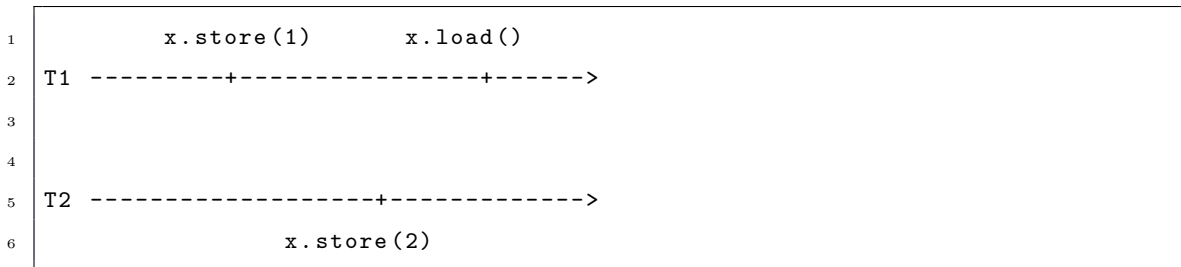 1 x.store(1) x.load()
2 T1 ---------+----------------+------>
3
4
5 T2 -------------------+------------->
6 x.store(2)